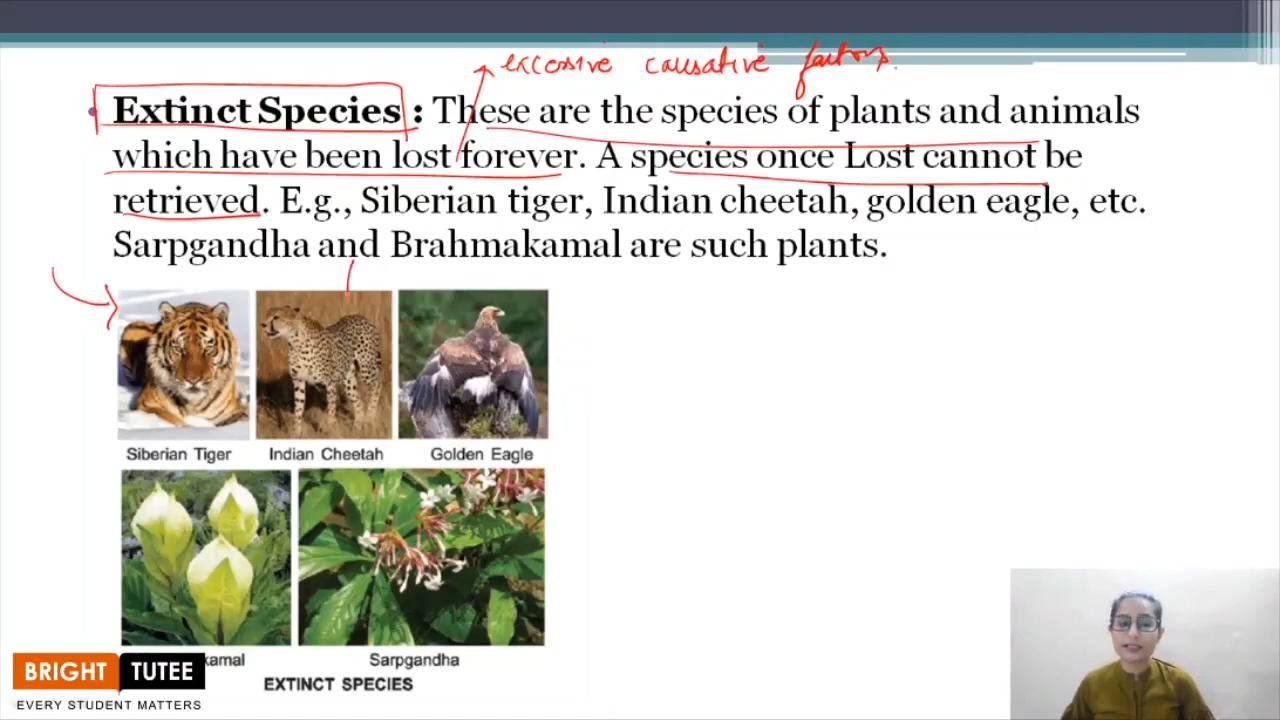 excessive causative factors.
Extinct Species : These are the species of plants and animals
which have been lost forever. A species once Lost cannot be
retrieved. E.g., Siberian tiger, Indian cheetah, golden eagle, etc.
Sarpgandha and Brahmakamal are such plants.
Siberian Tiger Indian Cheetah Golden Eagle
kamal Sarpgandha
EXTINCT SPECIES
BRIGHT TUTEE
EVERY STUDENT MATTERS